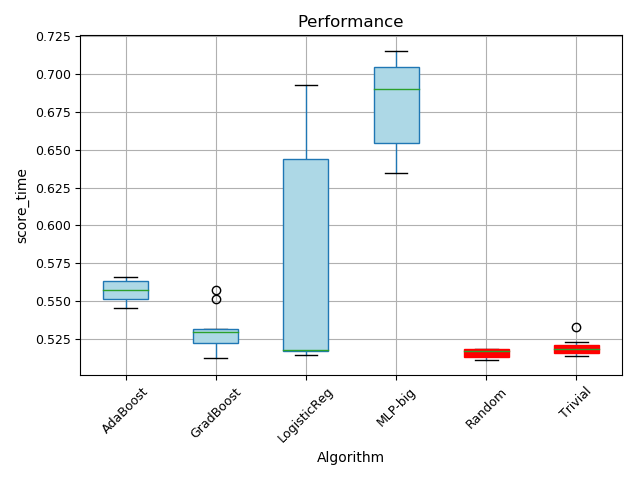 Performance
0.725
0.700
0.675
0.650
0.625
0.600
0.575
0.550
0.525
score_time
AdaBoost
GradBoost
LogisticReg
MLP-big
Random
Trivial
Algorithm